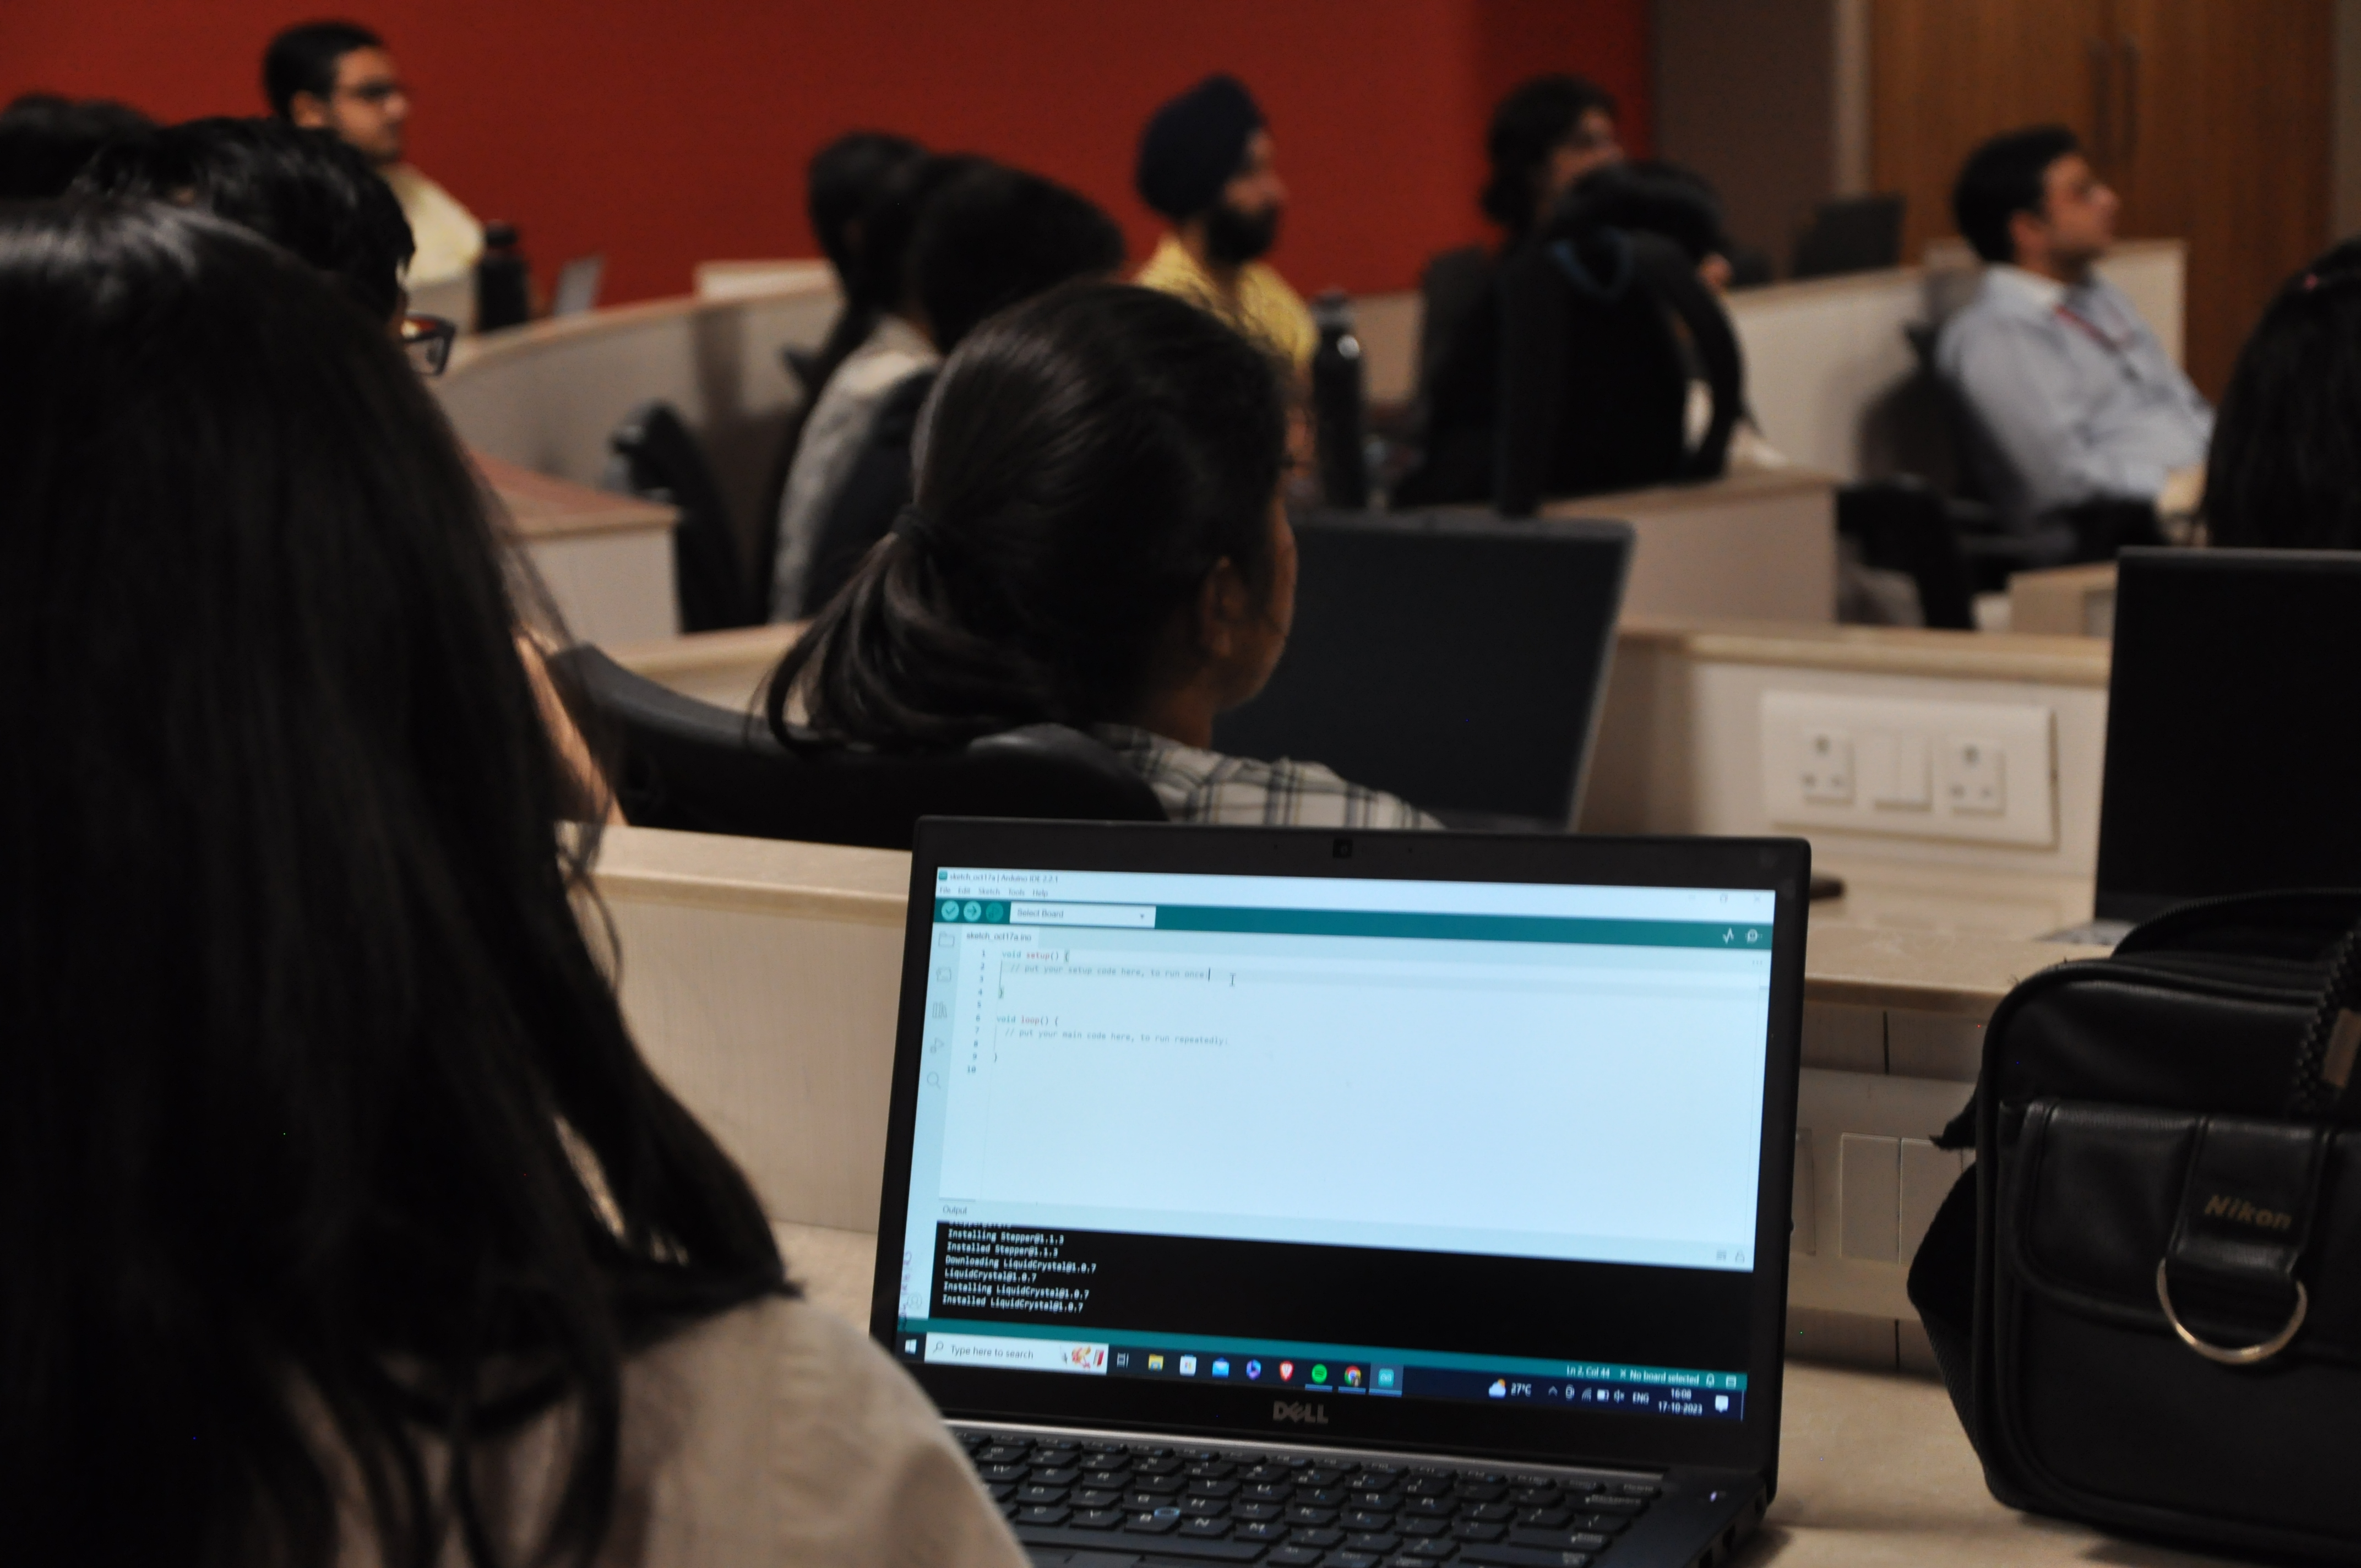 sketch_oct17a | Arduino IDE 2.2.1
File Edit Sketch Tools Help
Select Board
sketch_oct17a.ino
1 void setup() {
2 // put your setup code here, to run once:
3
4 }
5
6 void loop() {
7 // put your main code here, to run repeatedly:
8
9 }
10
Output
Installing Stepper@1.1.3
Installed Stepper@1.1.3
Downloading LiquidCrystal@1.0.7
LiquidCrystal@1.0.7
Installing LiquidCrystal@1.0.7
Installed LiquidCrystal@1.0.7
Ln 2, Col 44 × No board selected
Type here to search
27°C
ENG
16:08
17-10-2023
DELL
Nikon